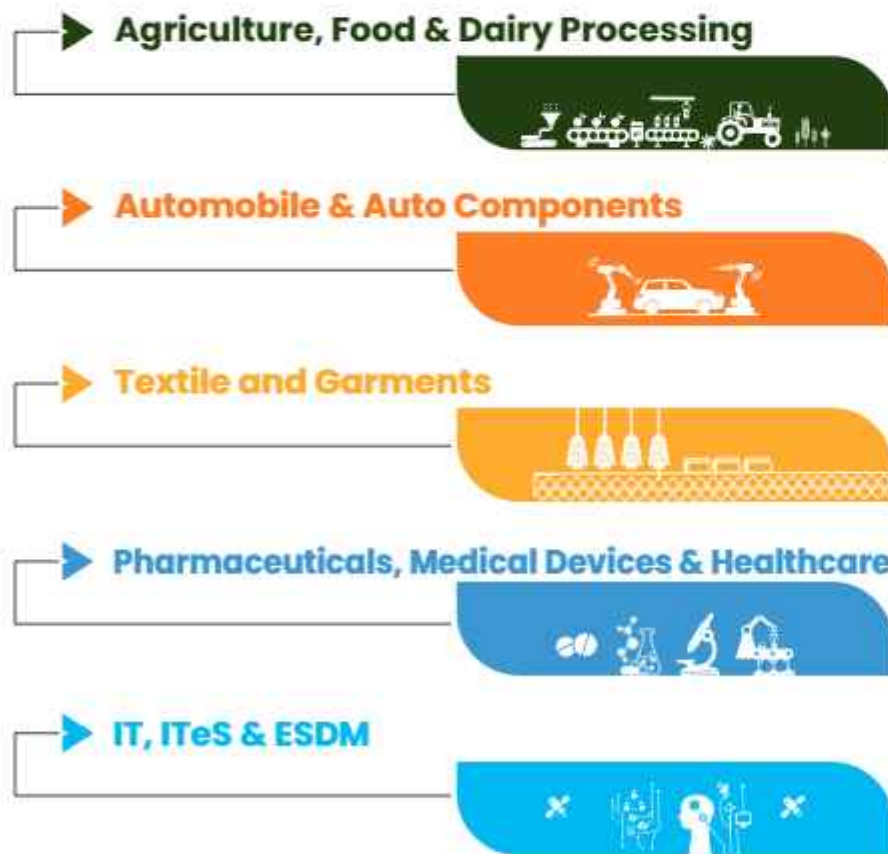 Agriculture, Food & Dairy Processing
Automobile & Auto Components
Textile and Garments
Pharmaceuticals, Medical Devices & Healthcare
IT, ITeS & ESDM